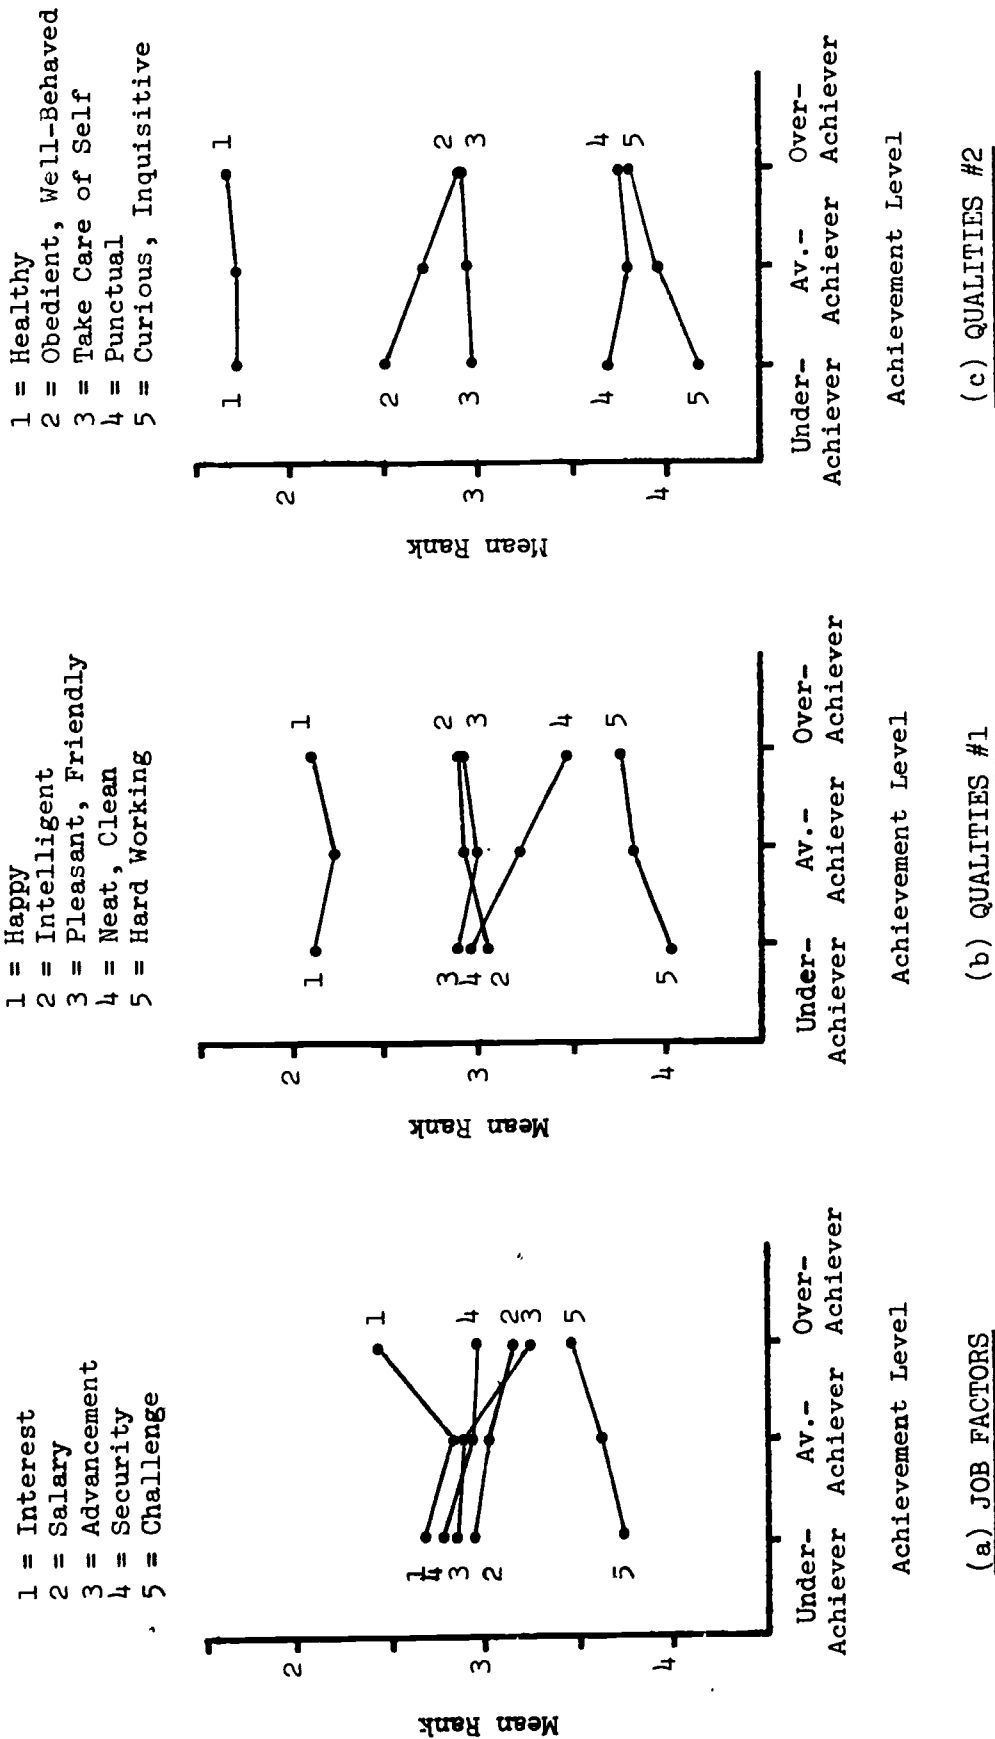 1 = Interest
2 = Salary
3 = Advancement
4 = Security
5 = Challenge
Mean Rank
2
3
4
1
4
3
2
5
1
4
2
3
5
Under-
Achiever
Av.-
Achiever
Over-
Achiever
Achievement Level
(a) JOB FACTORS
1 = Happy
2 = Intelligent
3 = Pleasant, Friendly
4 = Neat, Clean
5 = Hard Working
Mean Rank
2
3
4
1
3
4
2
5
1
2
3
4
5
Under-
Achiever
Av.-
Achiever
Over-
Achiever
Achievement Level
(b) QUALITIES #1
1 = Healthy
2 = Obedient, Well-Behaved
3 = Take Care of Self
4 = Punctual
5 = Curious, Inquisitive
Mean Rank
2
3
4
1
2
3
4
5
1
2
3
4
5
Under-
Achiever
Av.-
Achiever
Over-
Achiever
Achievement Level
(c) QUALITIES #2